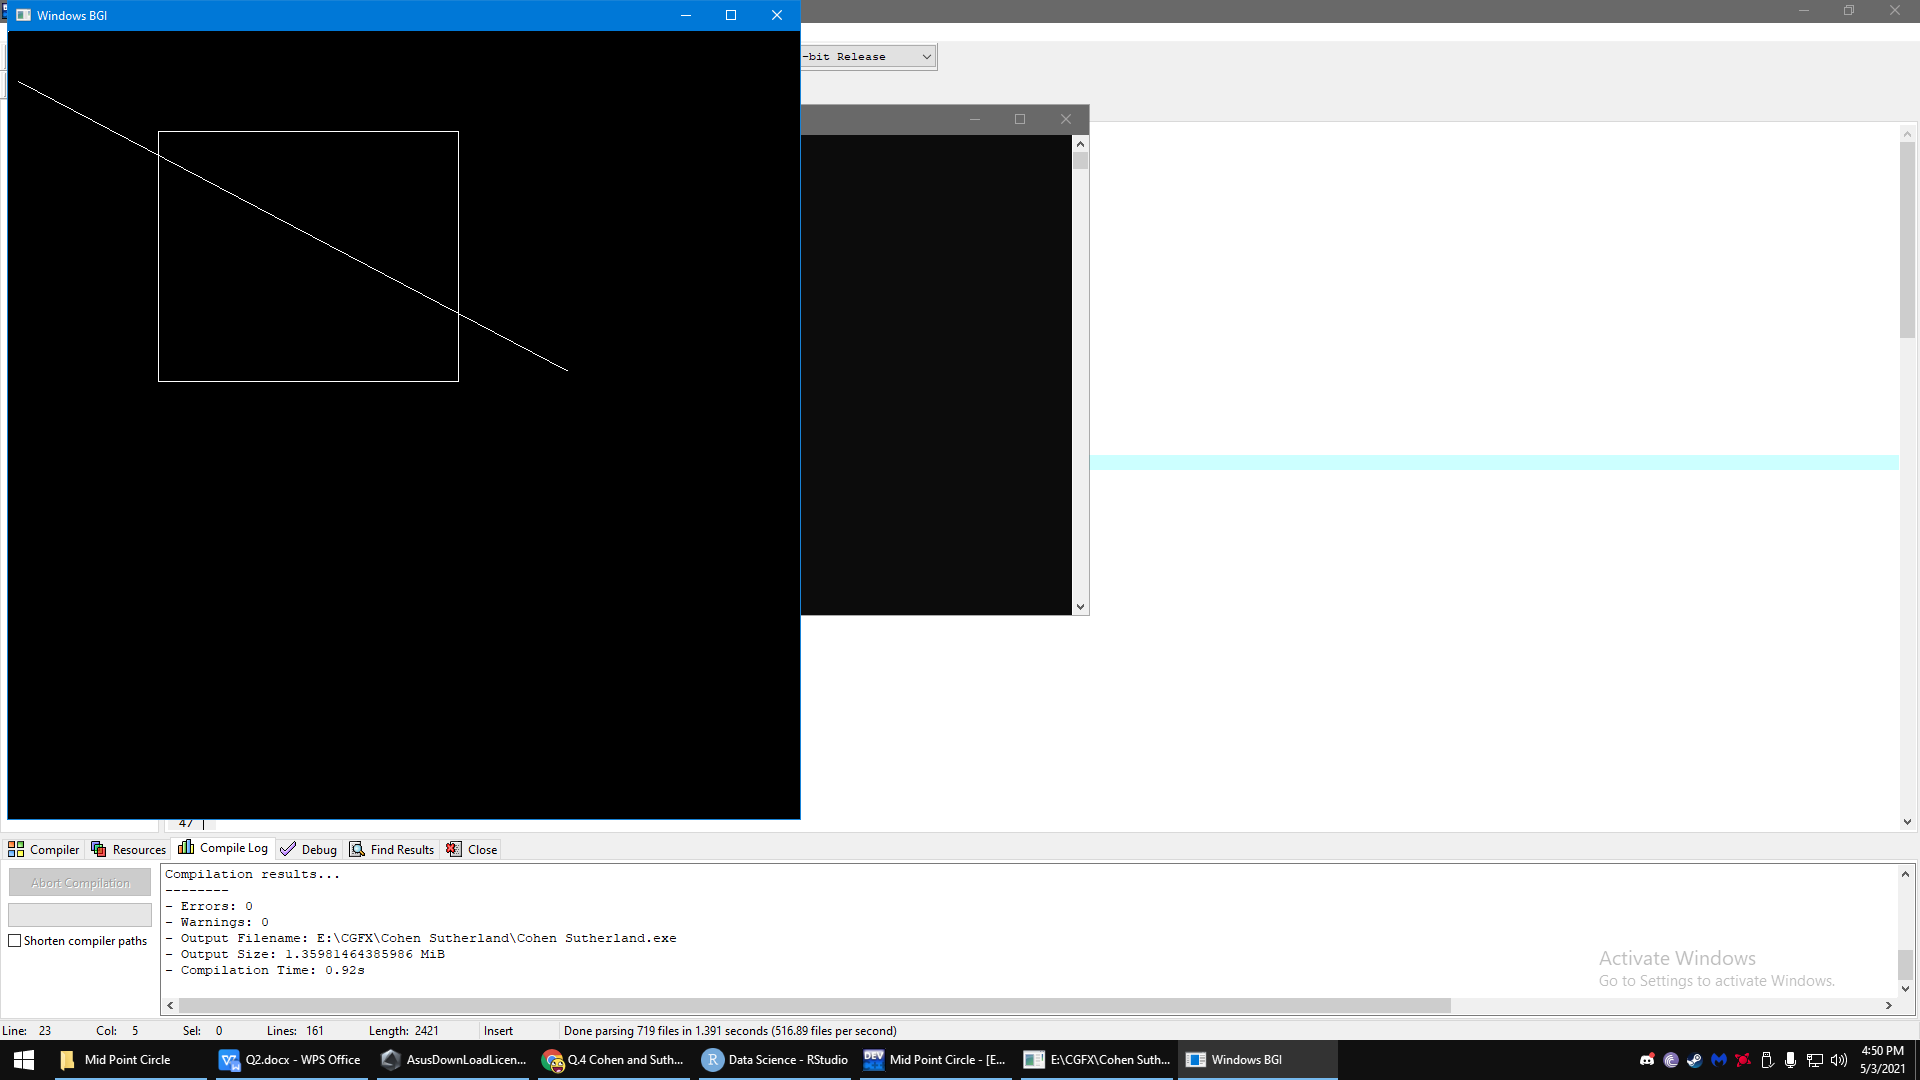 Windows BGI
-bit Release
47
Compiler
Resources
Compile Log
Debug
Find Results
Close
Abort Compilation
Shorten compiler paths
Compilation results...
--------
- Errors: 0
- Warnings: 0
- Output Filename: E:\CGFX\Cohen Sutherland\Cohen Sutherland.exe
- Output Size: 1.35981464385986 MiB
- Compilation Time: 0.92s
Activate Windows
Go to Settings to activate Windows.
Line: 23 Col: 5 Sel: 0 Lines: 161 Length: 2421 Insert Done parsing 719 files in 1.391 seconds (516.89 files per second)
Mid Point Circle
Q2.docx - WPS Office
AsusDownLoadLicen...
Q.4 Cohen and Suth...
R
Data Science - RStudio
DEV
Mid Point Circle - [E...
E:\CGFX\Cohen Suth...
Windows BGI
4:50 PM
5/3/2021